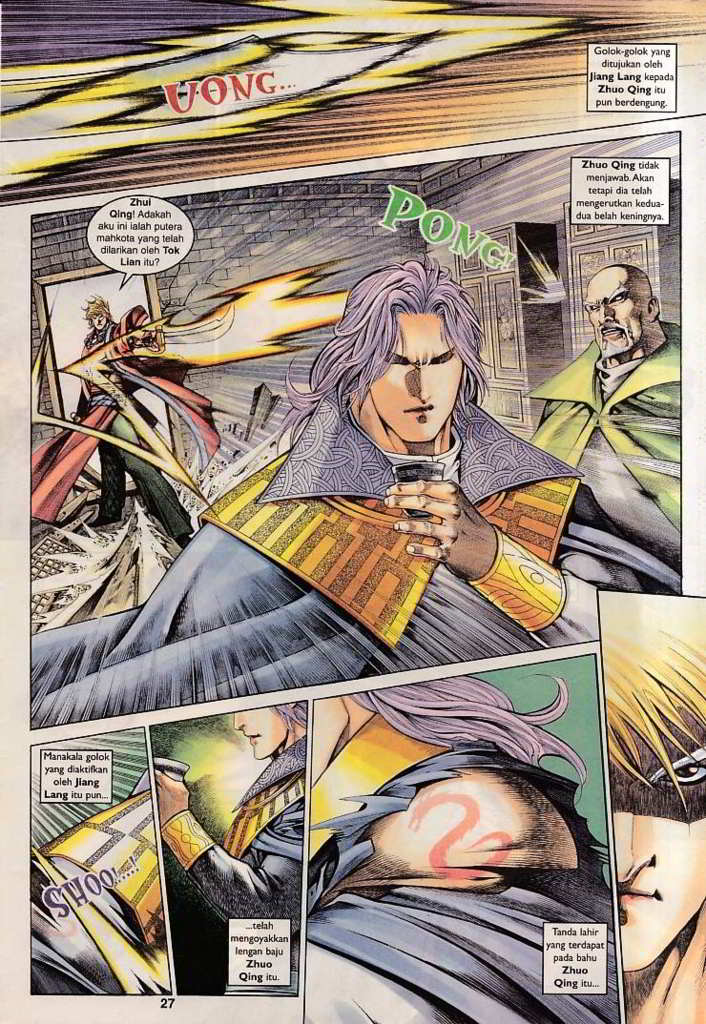 UONG...
Golok-golok yang
ditujukan oleh
Jiang Lang kepada
Zhuo Qing itu
pun berdengung.
Zhui
Qing! Adakah
aku ini ialah putera
mahkota yang telah
dilarikan oleh Tok
Lian itu?
PONG!
Zhuo Qing tidak
menjawab. Akan
tetapi dia telah
mengerutkan kedua-
dua belah keningnya.
Manakala golok
yang diaktifkan
oleh Jiang
Lang itu pun...
SHOO...!
...telah
mengoyakkan
lengan baju
Zhuo
Qing itu.
Tanda lahir
yang terdapat
pada bahu
Zhuo
Qing itu...
27